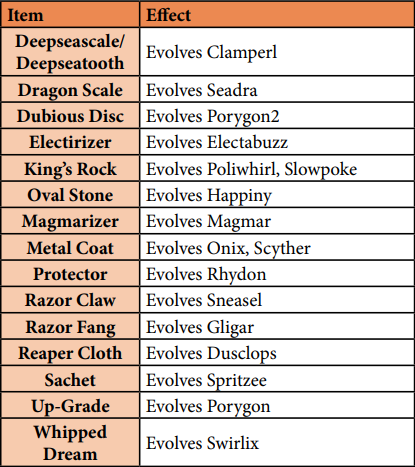 Item Effect
Deepseascale/
Deepseatooth Evolves Clamperl
Dragon Scale Evolves Seadra
Dubious Disc Evolves Porygon2
Electirizer Evolves Electabuzz
King's Rock Evolves Poliwhirl, Slowpoke
Oval Stone Evolves Happiny
Magmarizer Evolves Magmar
Metal Coat Evolves Onix, Scyther
Protector Evolves Rhydon
Razor Claw Evolves Sneasel
Razor Fang Evolves Gligar
Reaper Cloth Evolves Dusclops
Sachet Evolves Spritzee
Up-Grade Evolves Porygon
Whipped
Dream Evolves Swirlix